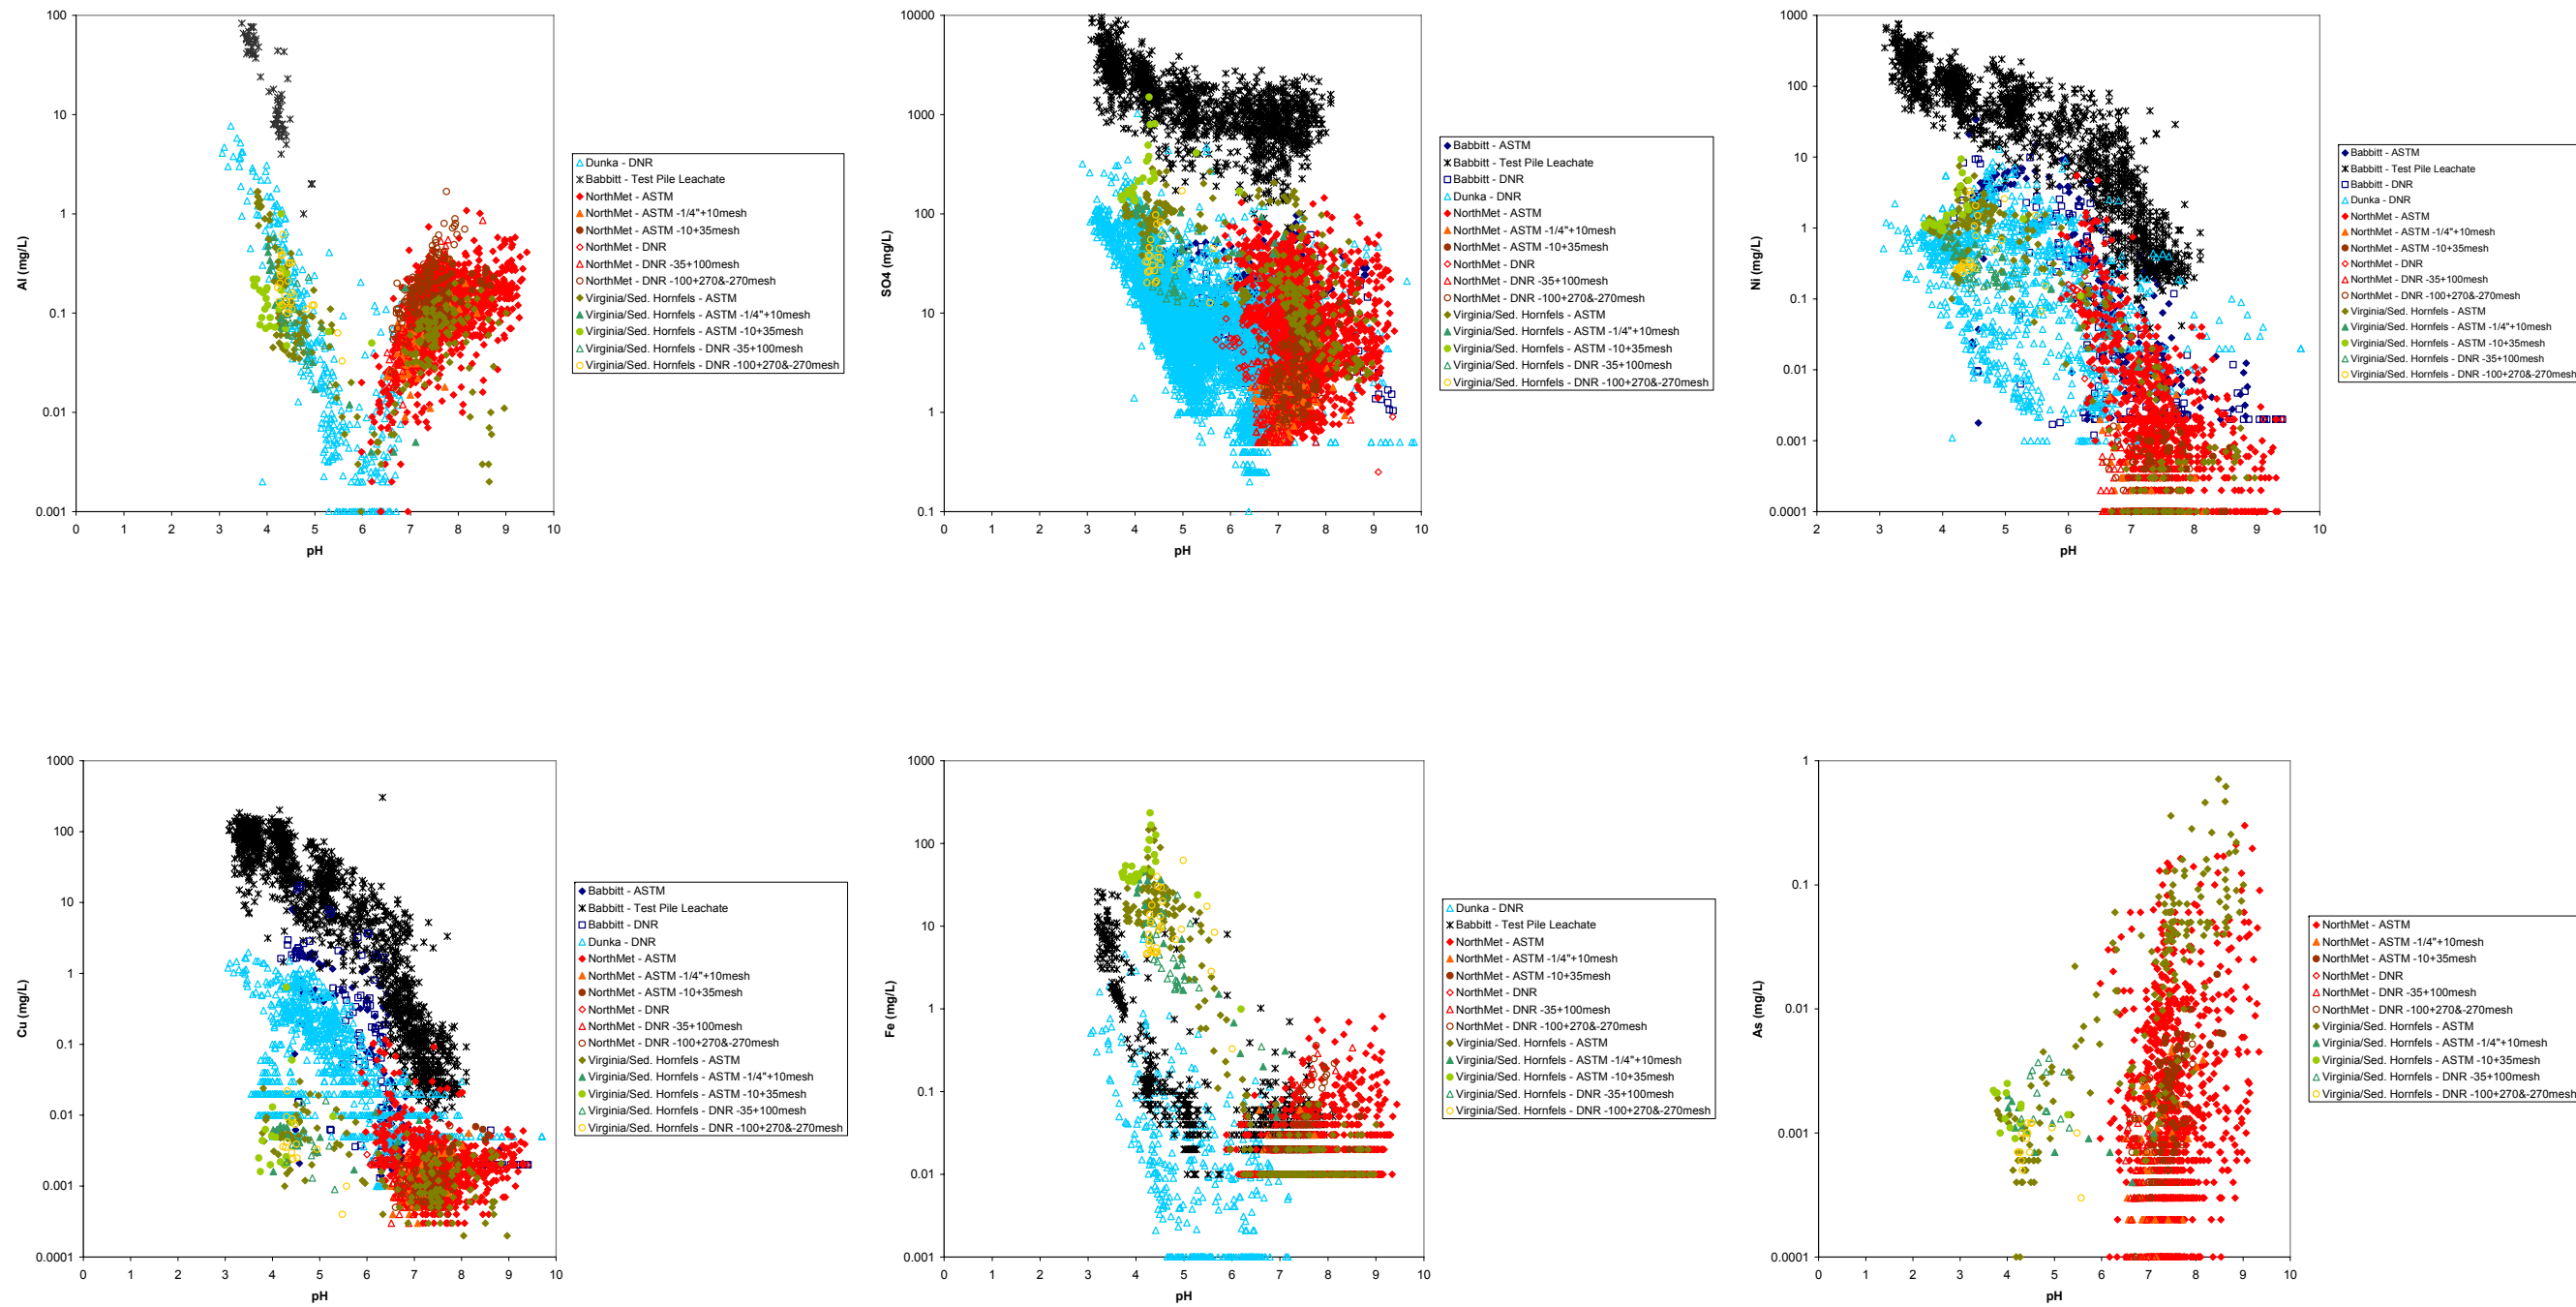 100
10
1
0.1
0.01
0.001
Al (mg/L)
0 1 2 3 4 5 6 7 8 9 10
pH
Dunka - DNR
Babbitt - Test Pile Leachate
NorthMet - ASTM
NorthMet - ASTM -1/4"+10mesh
NorthMet - ASTM -10+35mesh
NorthMet - DNR
NorthMet - DNR -35+100mesh
NorthMet - DNR -100+270&-270mesh
Virginia/Sed. Hornfels - ASTM
Virginia/Sed. Hornfels - ASTM -1/4"+10mesh
Virginia/Sed. Hornfels - ASTM -10+35mesh
Virginia/Sed. Hornfels - DNR -35+100mesh
Virginia/Sed. Hornfels - DNR -100+270&-270mesh
10000
1000
100
10
1
0.1
SO4 (mg/L)
0 1 2 3 4 5 6 7 8 9 10
pH
Babbitt - ASTM
Babbitt - Test Pile Leachate
Babbitt - DNR
Dunka - DNR
NorthMet - ASTM
NorthMet - ASTM -1/4"+10mesh
NorthMet - ASTM -10+35mesh
NorthMet - DNR
NorthMet - DNR -35+100mesh
NorthMet - DNR -100+270&-270mesh
Virginia/Sed. Hornfels - ASTM
Virginia/Sed. Hornfels - ASTM -1/4"+10mesh
Virginia/Sed. Hornfels - ASTM -10+35mesh
Virginia/Sed. Hornfels - DNR -35+100mesh
Virginia/Sed. Hornfels - DNR -100+270&-270mesh
1000
100
10
1
0.1
0.01
0.001
0.0001
Ni (mg/L)
2 3 4 5 6 7 8 9 10
pH
Babbitt - ASTM
Babbitt - Test Pile Leachate
Babbitt - DNR
Dunka - DNR
NorthMet - ASTM
NorthMet - ASTM -1/4"+10mesh
NorthMet - ASTM -10+35mesh
NorthMet - DNR
NorthMet - DNR -35+100mesh
NorthMet - DNR -100+270&-270mesh
Virginia/Sed. Hornfels - ASTM
Virginia/Sed. Hornfels - ASTM -1/4"+10mesh
Virginia/Sed. Hornfels - ASTM -10+35mesh
Virginia/Sed. Hornfels - DNR -35+100mesh
Virginia/Sed. Hornfels - DNR -100+270&-270mesh
1000
100
10
1
0.1
0.01
0.001
0.0001
Cu (mg/L)
0 1 2 3 4 5 6 7 8 9 10
pH
Babbitt - ASTM
Babbitt - Test Pile Leachate
Babbitt - DNR
Dunka - DNR
NorthMet - ASTM
NorthMet - ASTM -1/4"+10mesh
NorthMet - ASTM -10+35mesh
NorthMet - DNR
NorthMet - DNR -35+100mesh
NorthMet - DNR -100+270&-270mesh
Virginia/Sed. Hornfels - ASTM
Virginia/Sed. Hornfels - ASTM -1/4"+10mesh
Virginia/Sed. Hornfels - ASTM -10+35mesh
Virginia/Sed. Hornfels - DNR -35+100mesh
Virginia/Sed. Hornfels - DNR -100+270&-270mesh
1000
100
10
1
0.1
0.01
0.001
Fe (mg/L)
0 1 2 3 4 5 6 7 8 9 10
pH
Dunka - DNR
Babbitt - Test Pile Leachate
NorthMet - ASTM
NorthMet - ASTM -1/4"+10mesh
NorthMet - ASTM -10+35mesh
NorthMet - DNR
NorthMet - DNR -35+100mesh
NorthMet - DNR -100+270&-270mesh
Virginia/Sed. Hornfels - ASTM
Virginia/Sed. Hornfels - ASTM -1/4"+10mesh
Virginia/Sed. Hornfels - ASTM -10+35mesh
Virginia/Sed. Hornfels - DNR -35+100mesh
Virginia/Sed. Hornfels - DNR -100+270&-270mesh
1
0.1
0.01
0.001
0.0001
As (mg/L)
0 1 2 3 4 5 6 7 8 9 10
pH
NorthMet - ASTM
NorthMet - ASTM -1/4"+10mesh
NorthMet - ASTM -10+35mesh
NorthMet - DNR
NorthMet - DNR -35+100mesh
NorthMet - DNR -100+270&-270mesh
Virginia/Sed. Hornfels - ASTM
Virginia/Sed. Hornfels - ASTM -1/4"+10mesh
Virginia/Sed. Hornfels - ASTM -10+35mesh
Virginia/Sed. Hornfels - DNR -35+100mesh
Virginia/Sed. Hornfels - DNR -100+270&-270mesh